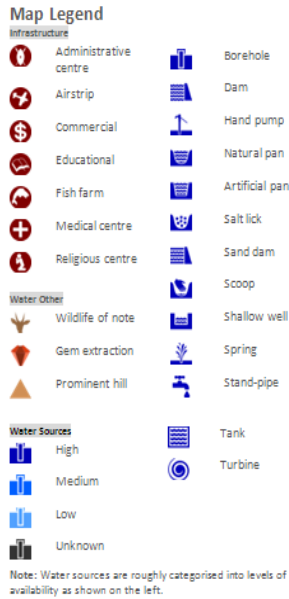 Map Legend
Infrastructure
Administrative
centre
Airstrip
Commercial
Educational
Fish farm
Medical centre
Religious centre
Water Other
Wildlife of note
Gem extraction
Prominent hill
Water Sources
High
Medium
Low
Unknown
Borehole
Dam
Hand pump
Natural pan
Artificial pan
Salt lick
Sand dam
Scoop
Shallow well
Spring
Stand-pipe
Tank
Turbine
Note: Water sources are roughly categorised into levels of
availability as shown on the left.